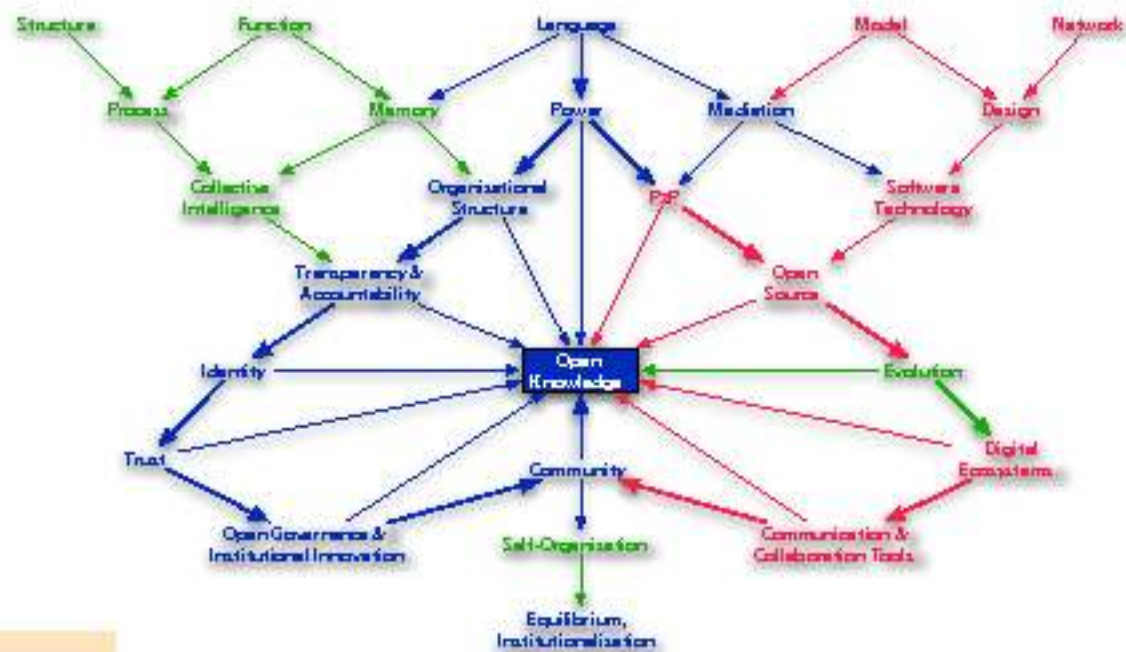 Structure
Function
Language
Model
Network
Process
Memory
Power
Mediation
Design
Collective
Intelligence
Organisational
Structure
P2P
Software
Technology
Transparency &
Accountability
Open
Source
Identity
Open
Knowledge
Evolution
Trust
Community
Digital
Ecosystems
Open Governance &
Institutional Innovation
Self-Organisation
Communication &
Collaboration Tools
Equilibrium,
Institutionalisation